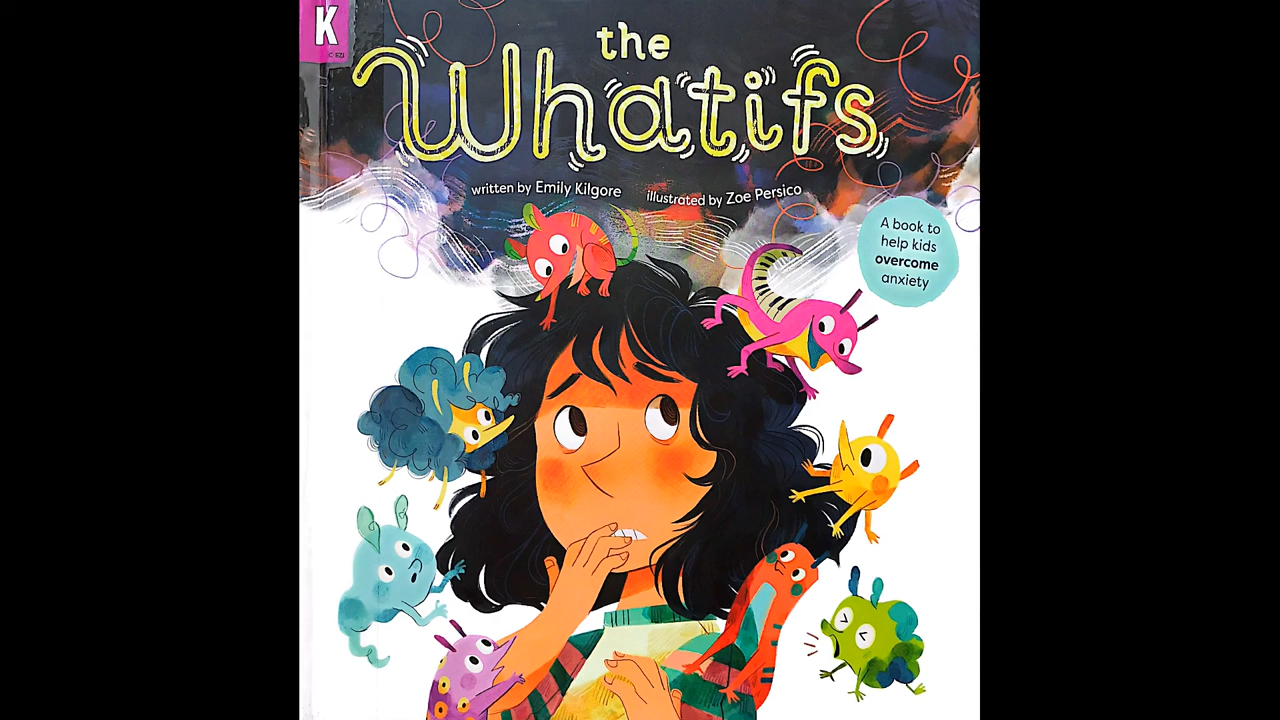 K
the
Whatifs
written by Emily Kilgore illustrated by Zoe Persico
A book to
help kids
overcome
anxiety